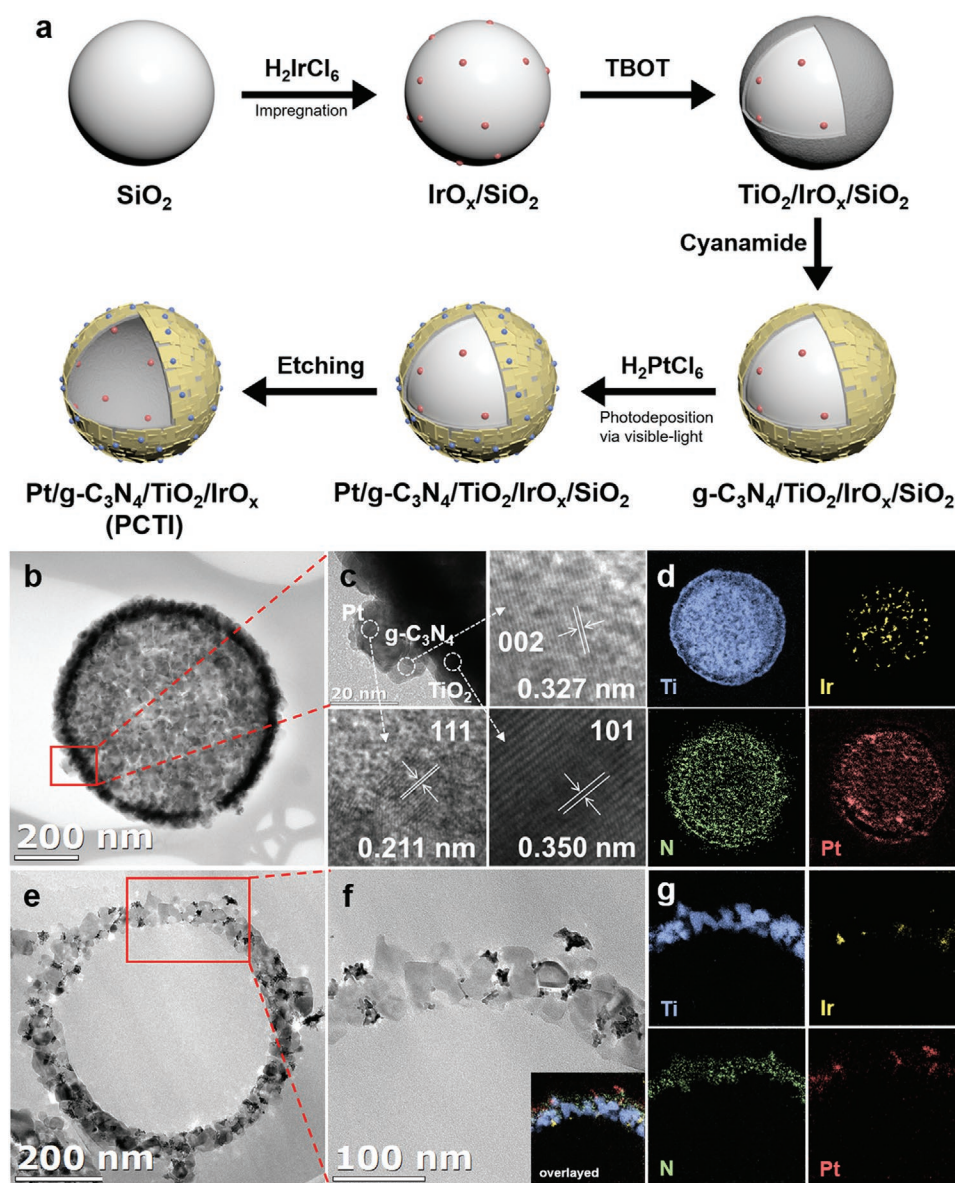 a
H₂IrCl₆
Impregnation
TBOT
SiO₂
IrOₓ/SiO₂
TiO₂/IrOₓ/SiO₂
Cyanamide
Etching
H₂PtCl₆
Photodeposition
via visible-light
Pt/g-C₃N₄/TiO₂/IrOₓ
(PCTI)
Pt/g-C₃N₄/TiO₂/IrOₓ/SiO₂
g-C₃N₄/TiO₂/IrOₓ/SiO₂
b
200 nm
c
Pt
g-C₃N₄
TiO₂
20 nm
002
0.327 nm
111
0.211 nm
101
0.350 nm
d
Ti
Ir
N
Pt
e
200 nm
f
100 nm
overlayed
g
Ti
Ir
N
Pt